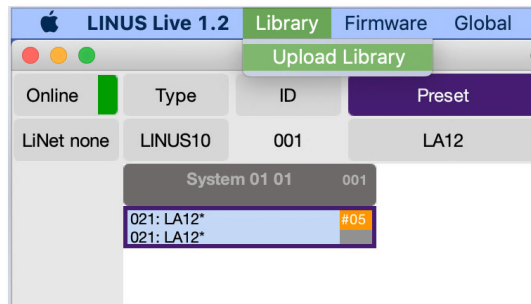 LINUS Live 1.2 Library Firmware Global
Upload Library
Online Type ID Preset
LiNet none LINUS10 001 LA12
System 01 01 001
021: LA12* #05
021: LA12*